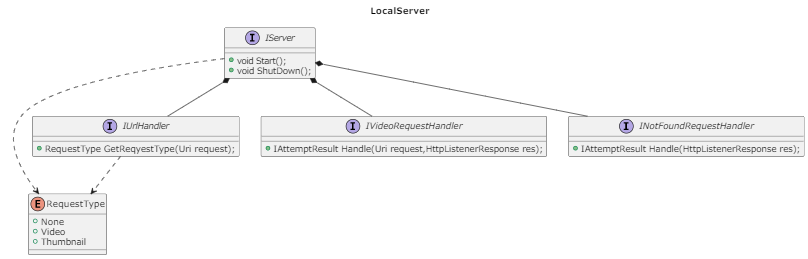 LocalServer
I IServer
void Start();
void ShutDown();
I IUrlHandler
RequestType GetReqyestType(Uri request);
I IVideoRequestHandler
IAttemptResult Handle(Uri request,HttpListenerResponse res);
I INotFoundRequestHandler
IAttemptResult Handle(HttpListenerResponse res);
E RequestType
None
Video
Thumbnail